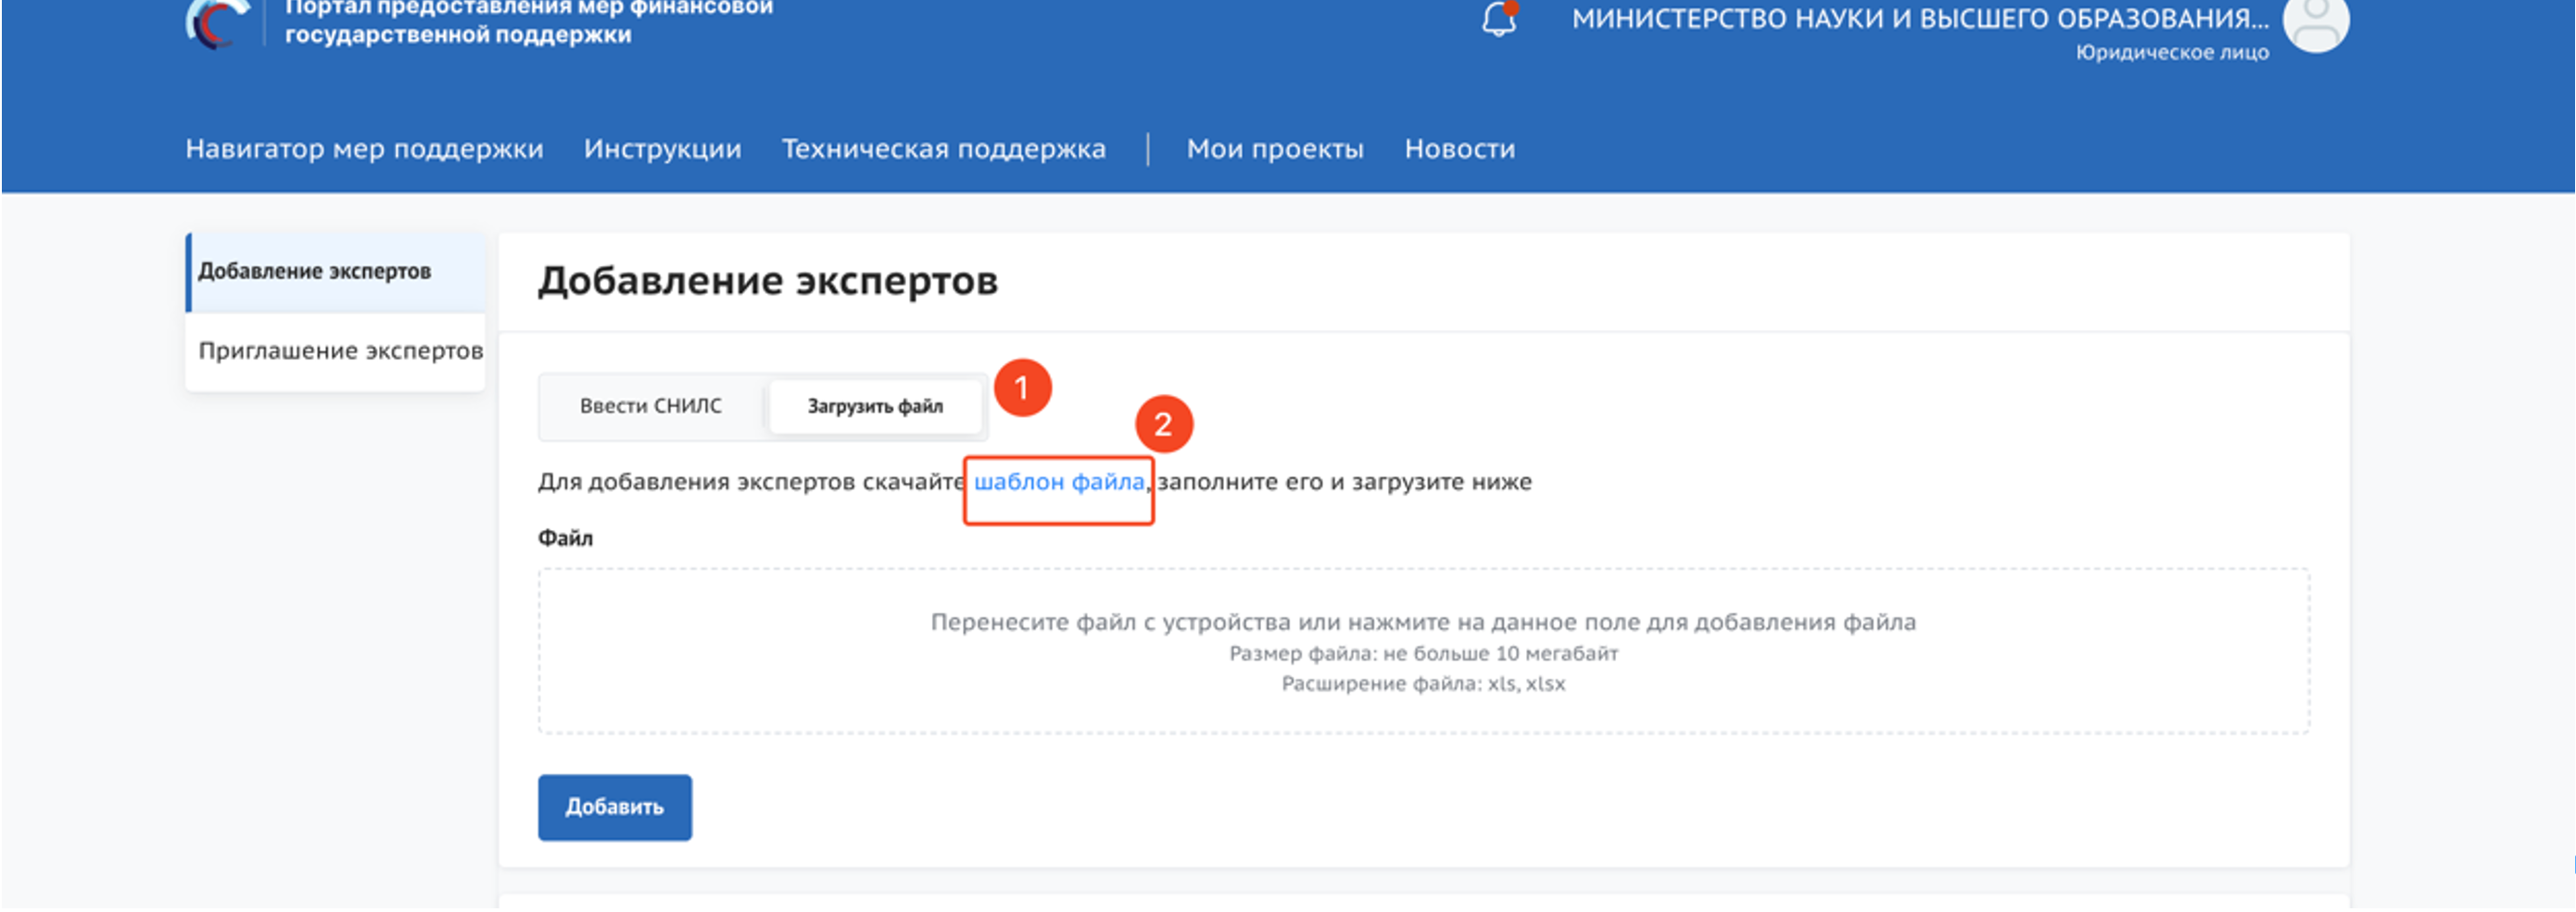 Портал предоставления мер финансовой
государственной поддержки
МИНИСТЕРСТВО НАУКИ И ВЫСШЕГО ОБРАЗОВАНИЯ...
Юридическое лицо
Навигатор мер поддержки Инструкции Техническая поддержка Мои проекты Новости
Добавление экспертов
Приглашение экспертов
Добавление экспертов
Ввести СНИЛС Загрузить файл 1
2
Для добавления экспертов скачайте шаблон файла, заполните его и загрузите ниже
Файл
Перенесите файл с устройства или нажмите на данное поле для добавления файла
Размер файла: не больше 10 мегабайт
Расширение файла: xls, xlsx
Добавить